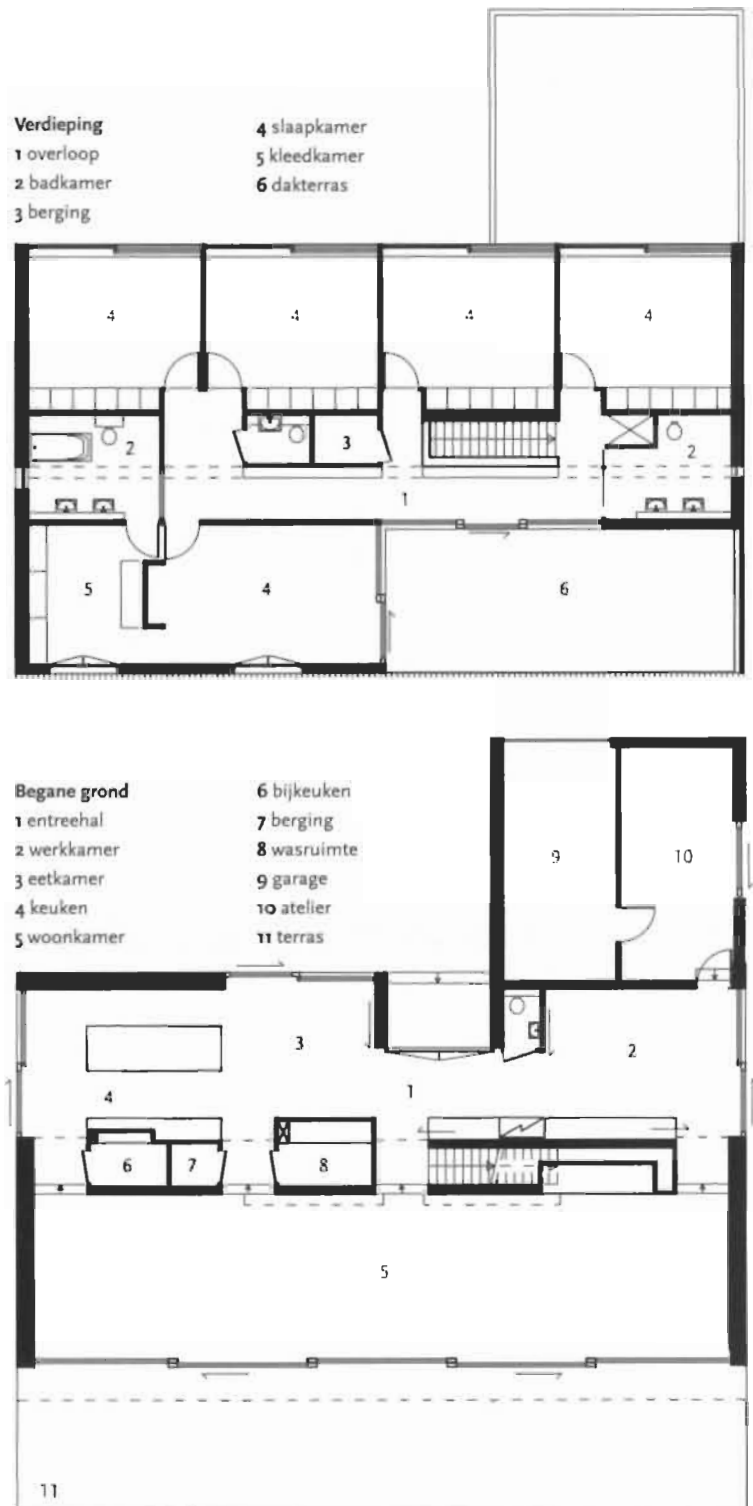 Verdieping
1 overloop
2 badkamer
3 berging
4 slaapkamer
5 kleedkamer
6 dakterras
4 4 4 4
2 3 2
1
5 4 6
Begane grond
1 entreehal
2 werkkamer
3 eetkamer
4 keuken
5 woonkamer
6 bijkeuken
7 berging
8 wasruimte
9 garage
10 atelier
11 terras
9 10
3 2
4 1
6 7 8
5
11